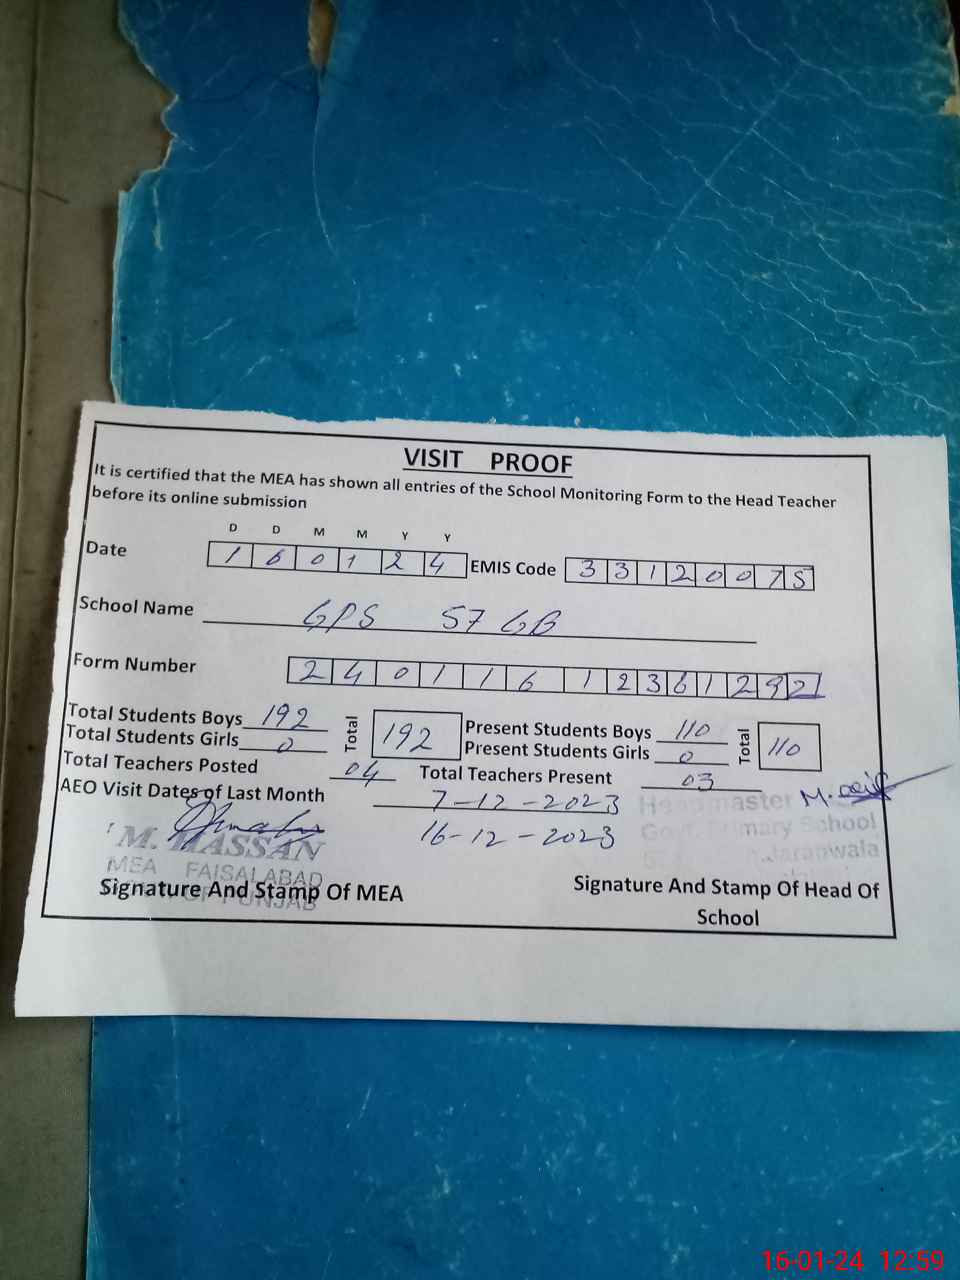 VISIT PROOF
It is certified that the MEA has shown all entries of the School Monitoring Form to the Head Teacher
before its online submission
D D M M Y Y
Date 1 6 0 1 2 4 EMIS Code 3 3 1 2 0 0 7 5
School Name GPS 57 GB
Form Number 2 4 0 1 1 6 1 2 3 6 1 2 9 2
Total Students Boys 192 Total 192 Present Students Boys 110 Total 110
Total Students Girls 0 Present Students Girls 0
Total Teachers Posted 04 Total Teachers Present 03
AEO Visit Dates of Last Month 7-12-2023
16-12-2023
Headmaster
Govt. Primary School
Jaranwala
M. HASSAN
MEA FAISALABAD
OF PUNJAB
Signature And Stamp Of MEA
Signature And Stamp Of Head Of
School
16-01-24 12:59